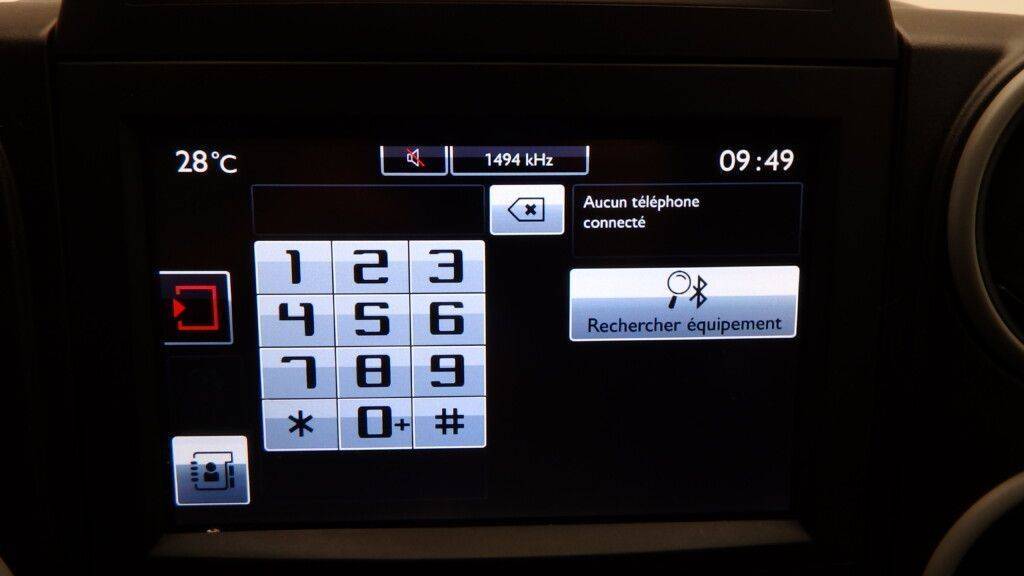 28°C
1494 kHz
09:49
Aucun téléphone
connecté
1 2 3
4 5 6
7 8 9
* 0+ #
Rechercher équipement